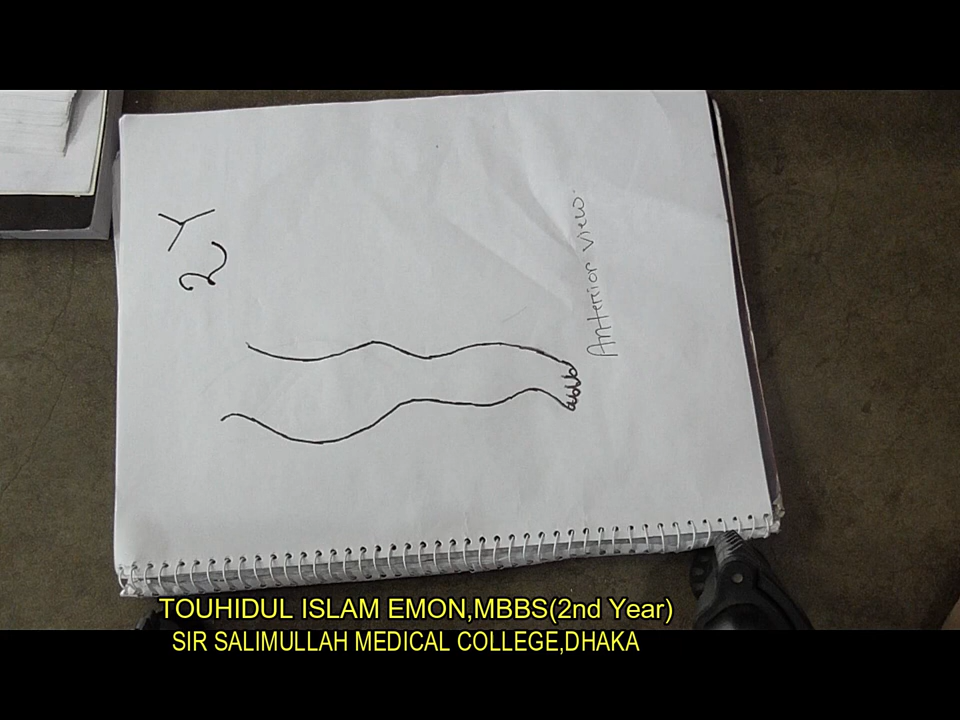 2 Y
Anterior view.
TOUHIDUL ISLAM EMON,MBBS(2nd Year)
SIR SALIMULLAH MEDICAL COLLEGE,DHAKA